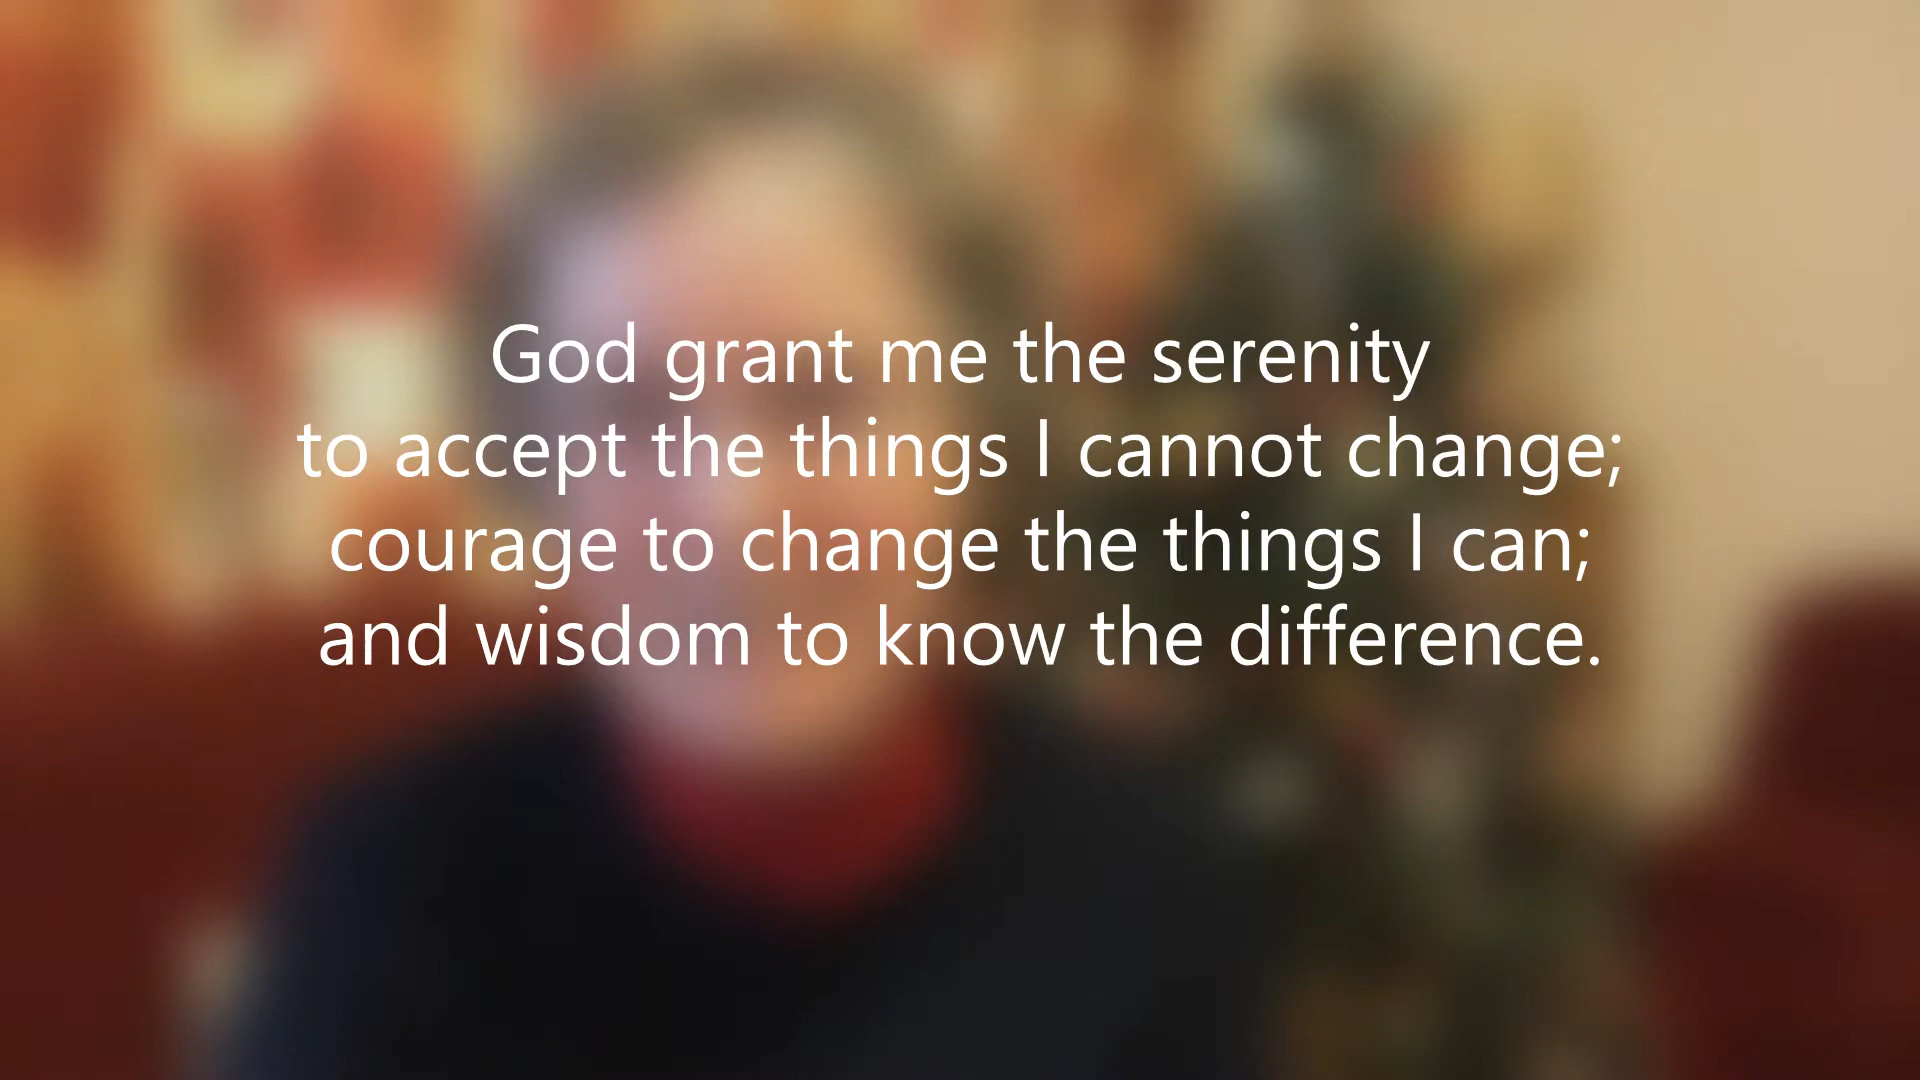 God grant me the serenity
to accept the things I cannot change;
courage to change the things I can;
and wisdom to know the difference.